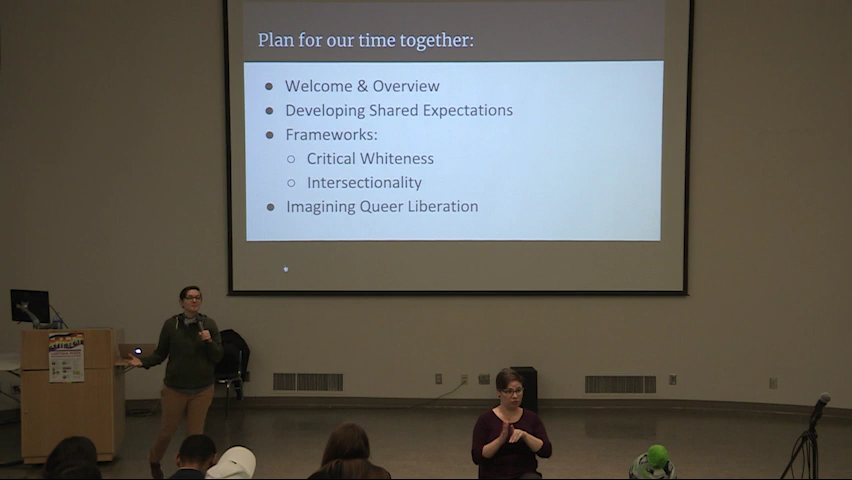 Plan for our time together:
● Welcome & Overview
● Developing Shared Expectations
● Frameworks:
○ Critical Whiteness
○ Intersectionality
● Imagining Queer Liberation